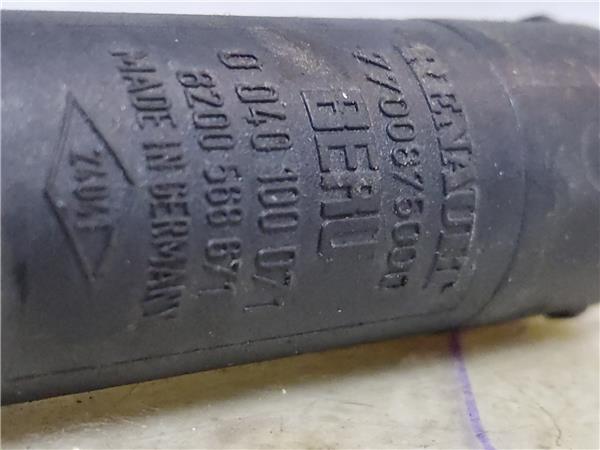 RENAULT
7700875000
BERU
0 040 100 071
8200 568 671
MADE IN GERMANY